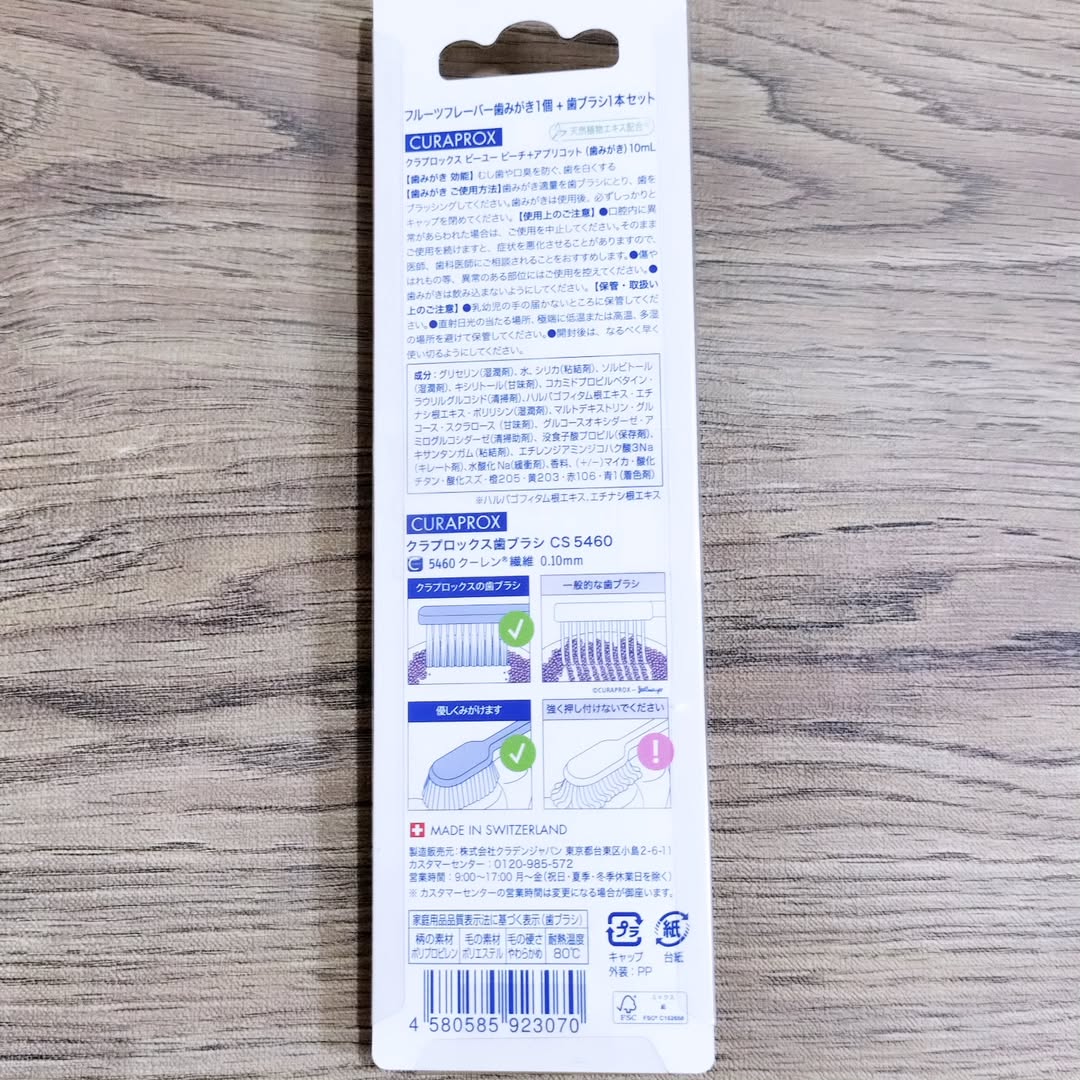 フルーツフレーバー歯みがき1個 + 歯ブラシ1本セット
CURAPROX
天然植物エキス配合※
クラプロックス ビーユー ピーチ+アプリコット (歯みがき) 10mL
【歯みがき 効能】むし歯や口臭を防ぐ、歯を白くする
【歯みがき ご使用方法】歯みがき適量を歯ブラシにとり、歯を
ブラッシングしてください。歯みがきは使用後、必ずしっかりと
キャップを閉めてください。【使用上のご注意】●口腔内に異
常があらわれた場合は、ご使用を中止してください。そのまま
ご使用を続けますと、症状を悪化させることがありますので、
医師、歯科医師にご相談されることをおすすめします。●傷や
はれもの等、異常のある部位にはご使用を控えてください。●
歯みがきは飲み込まないようにしてください。【保管・取扱い
上のご注意】●乳幼児の手の届かないところに保管してくだ
さい。●直射日光の当たる場所、極端に低温または高温、多湿
の場所を避けて保管してください。●開封後は、なるべく早く
使い切るようにしてください。
成分:グリセリン(湿潤剤)、水、シリカ(粘結剤)、ソルビトール
(湿潤剤)、キシリトール(甘味剤)、コカミドプロピルベタイン・
ラウリルグルコシド(清掃剤)、ハルパゴフィタム根エキス・エチ
ナシ根エキス・ポリリシン(湿潤剤)、マルトデキストリン・グル
コース・スクラロース (甘味剤)、グルコースオキシダーゼ・ア
ミログルコシダーゼ(清掃助剤)、没食子酸プロピル(保存剤)、
キサンタンガム(粘結剤)、エチレンジアミンジコハク酸3Na
(キレート剤)、水酸化Na(緩衝剤)、香料、(+/−)マイカ・酸化
チタン・酸化スズ・橙205・黄203・赤106・青1(着色剤)
※ハルパゴフィタム根エキス、エチナシ根エキス
CURAPROX
クラプロックス歯ブラシ CS 5460
5460 クーレン®繊維 0.10mm
クラプロックスの歯ブラシ
一般的な歯ブラシ
©CURAPROX –
優しくみがけます
強く押し付けないでください
MADE IN SWITZERLAND
製造販売元:株式会社クラデンジャパン 東京都台東区小島2-6-11
カスタマーセンター:0120-985-572
営業時間:9:00〜17:00 月〜金(祝日・夏季・冬季休業日を除く)
※ カスタマーセンターの営業時間は変更になる場合が御座います。
家庭用品品質表示法に基づく表示(歯ブラシ)
柄の素材 毛の素材 毛の硬さ 耐熱温度
ポリプロピレン ポリエステル やわらかめ 80℃
プラ 紙
キャップ 台紙
外装:PP
4 580585 923070
FSC
ミックス
紙
FSC® C152658